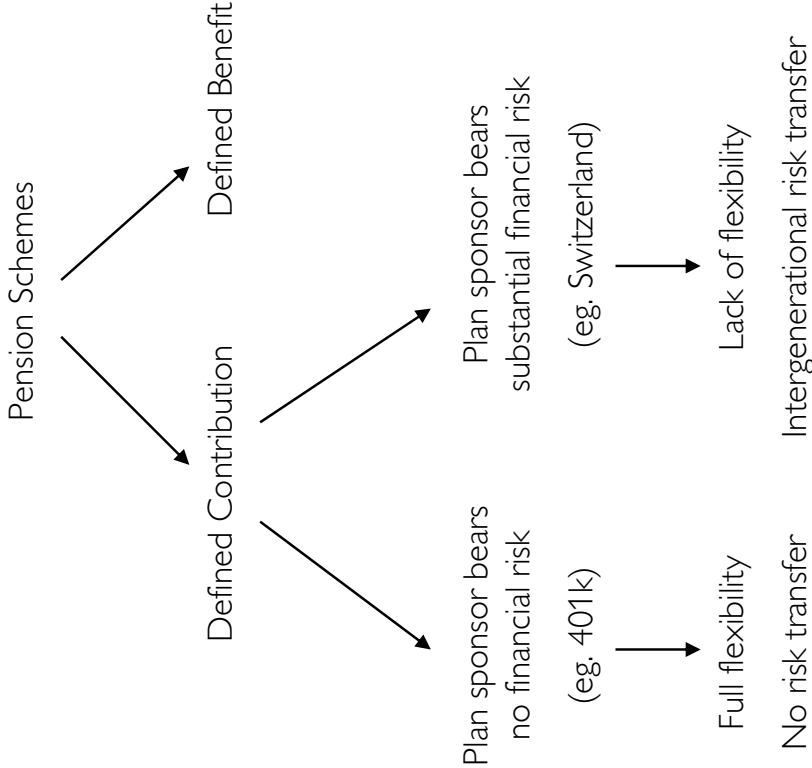 Pension Schemes
Defined Contribution
Defined Benefit
Plan sponsor bears
no financial risk
(eg. 401k)
Plan sponsor bears
substantial financial risk
(eg. Switzerland)
Full flexibility
No risk transfer
Lack of flexibility
Intergenerational risk transfer